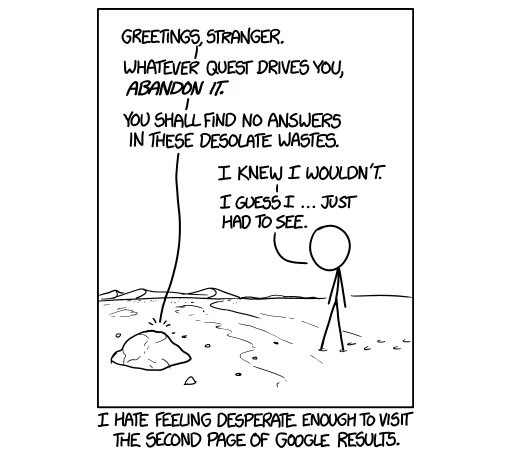 GREETINGS, STRANGER.
WHATEVER QUEST DRIVES YOU,
ABANDON IT.
YOU SHALL FIND NO ANSWERS
IN THESE DESOLATE WASTES.
I KNEW I WOULDN'T.
I GUESS I ... JUST
HAD TO SEE.
I HATE FEELING DESPERATE ENOUGH TO VISIT
THE SECOND PAGE OF GOOGLE RESULTS.